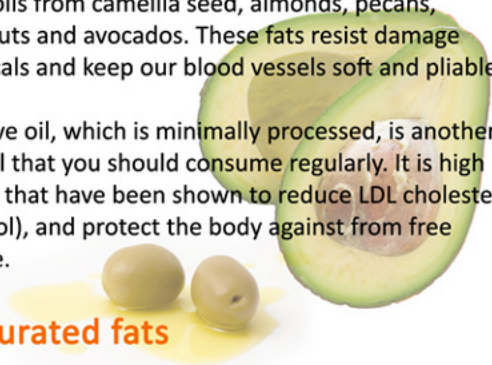 oils from camellia seed, almonds, pecans,
uts and avocados. These fats resist damage
cals and keep our blood vessels soft and pliable
ve oil, which is minimally processed, is another
l that you should consume regularly. It is high
that have been shown to reduce LDL choleste
ol), and protect the body against from free
e.
urated fats